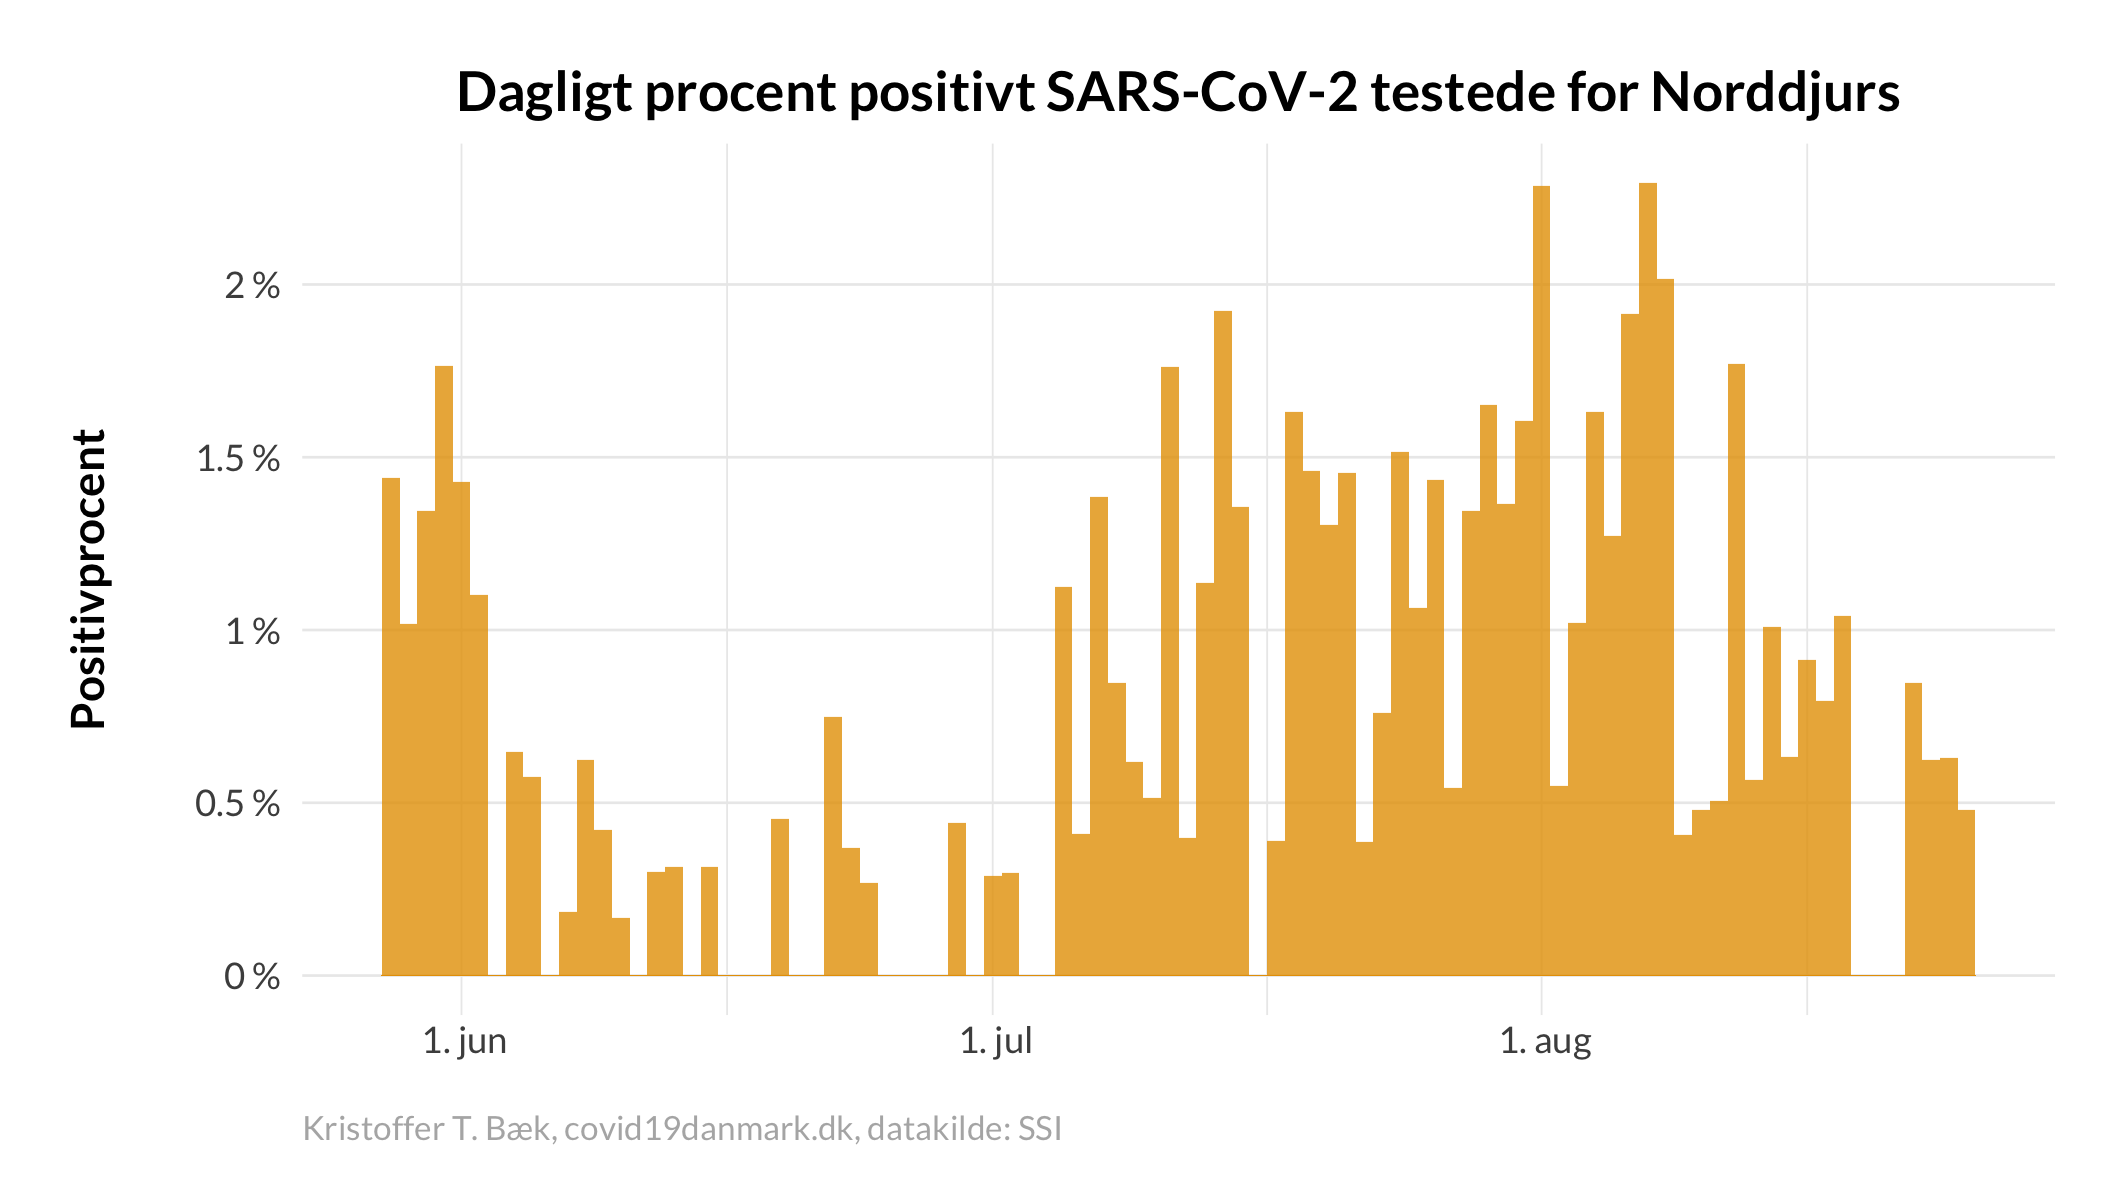 Dagligt procent positivt SARS-CoV-2 testede for Norddjurs
Positivprocent
2 %
1.5 %
1 %
0.5 %
0 %
1. jun
1. jul
1. aug
Kristoffer T. Bæk, covid19danmark.dk, datakilde: SSI